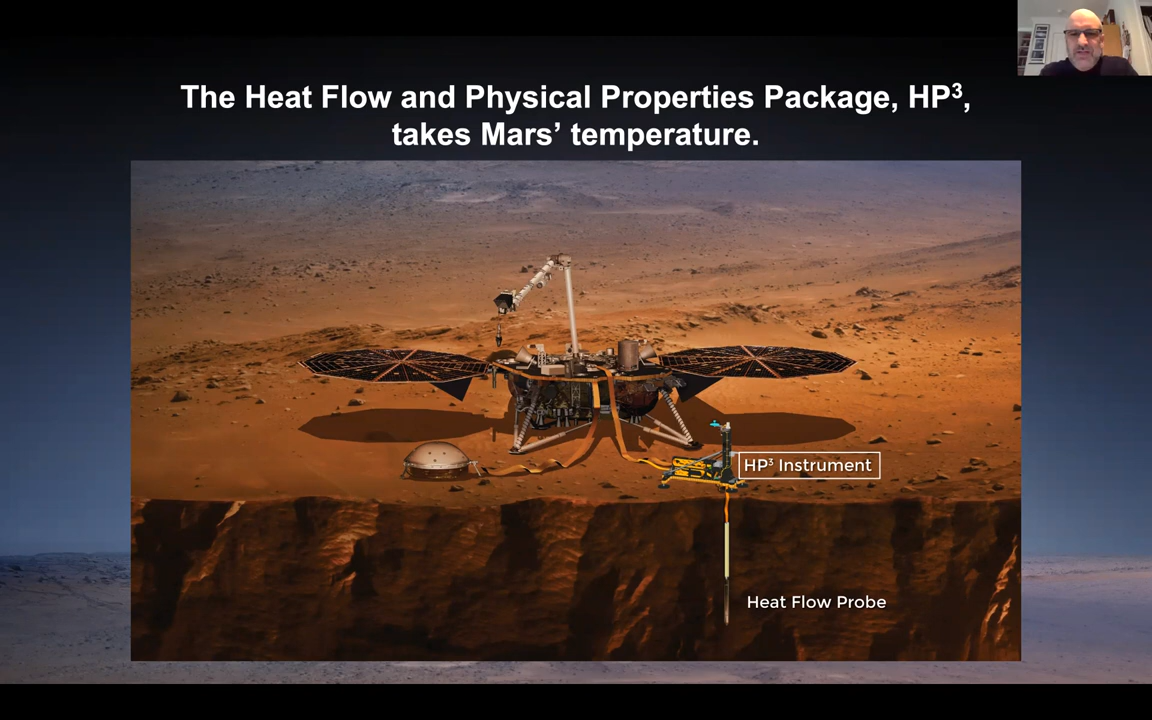 The Heat Flow and Physical Properties Package, HP³,
takes Mars’ temperature.
HP³ Instrument
Heat Flow Probe